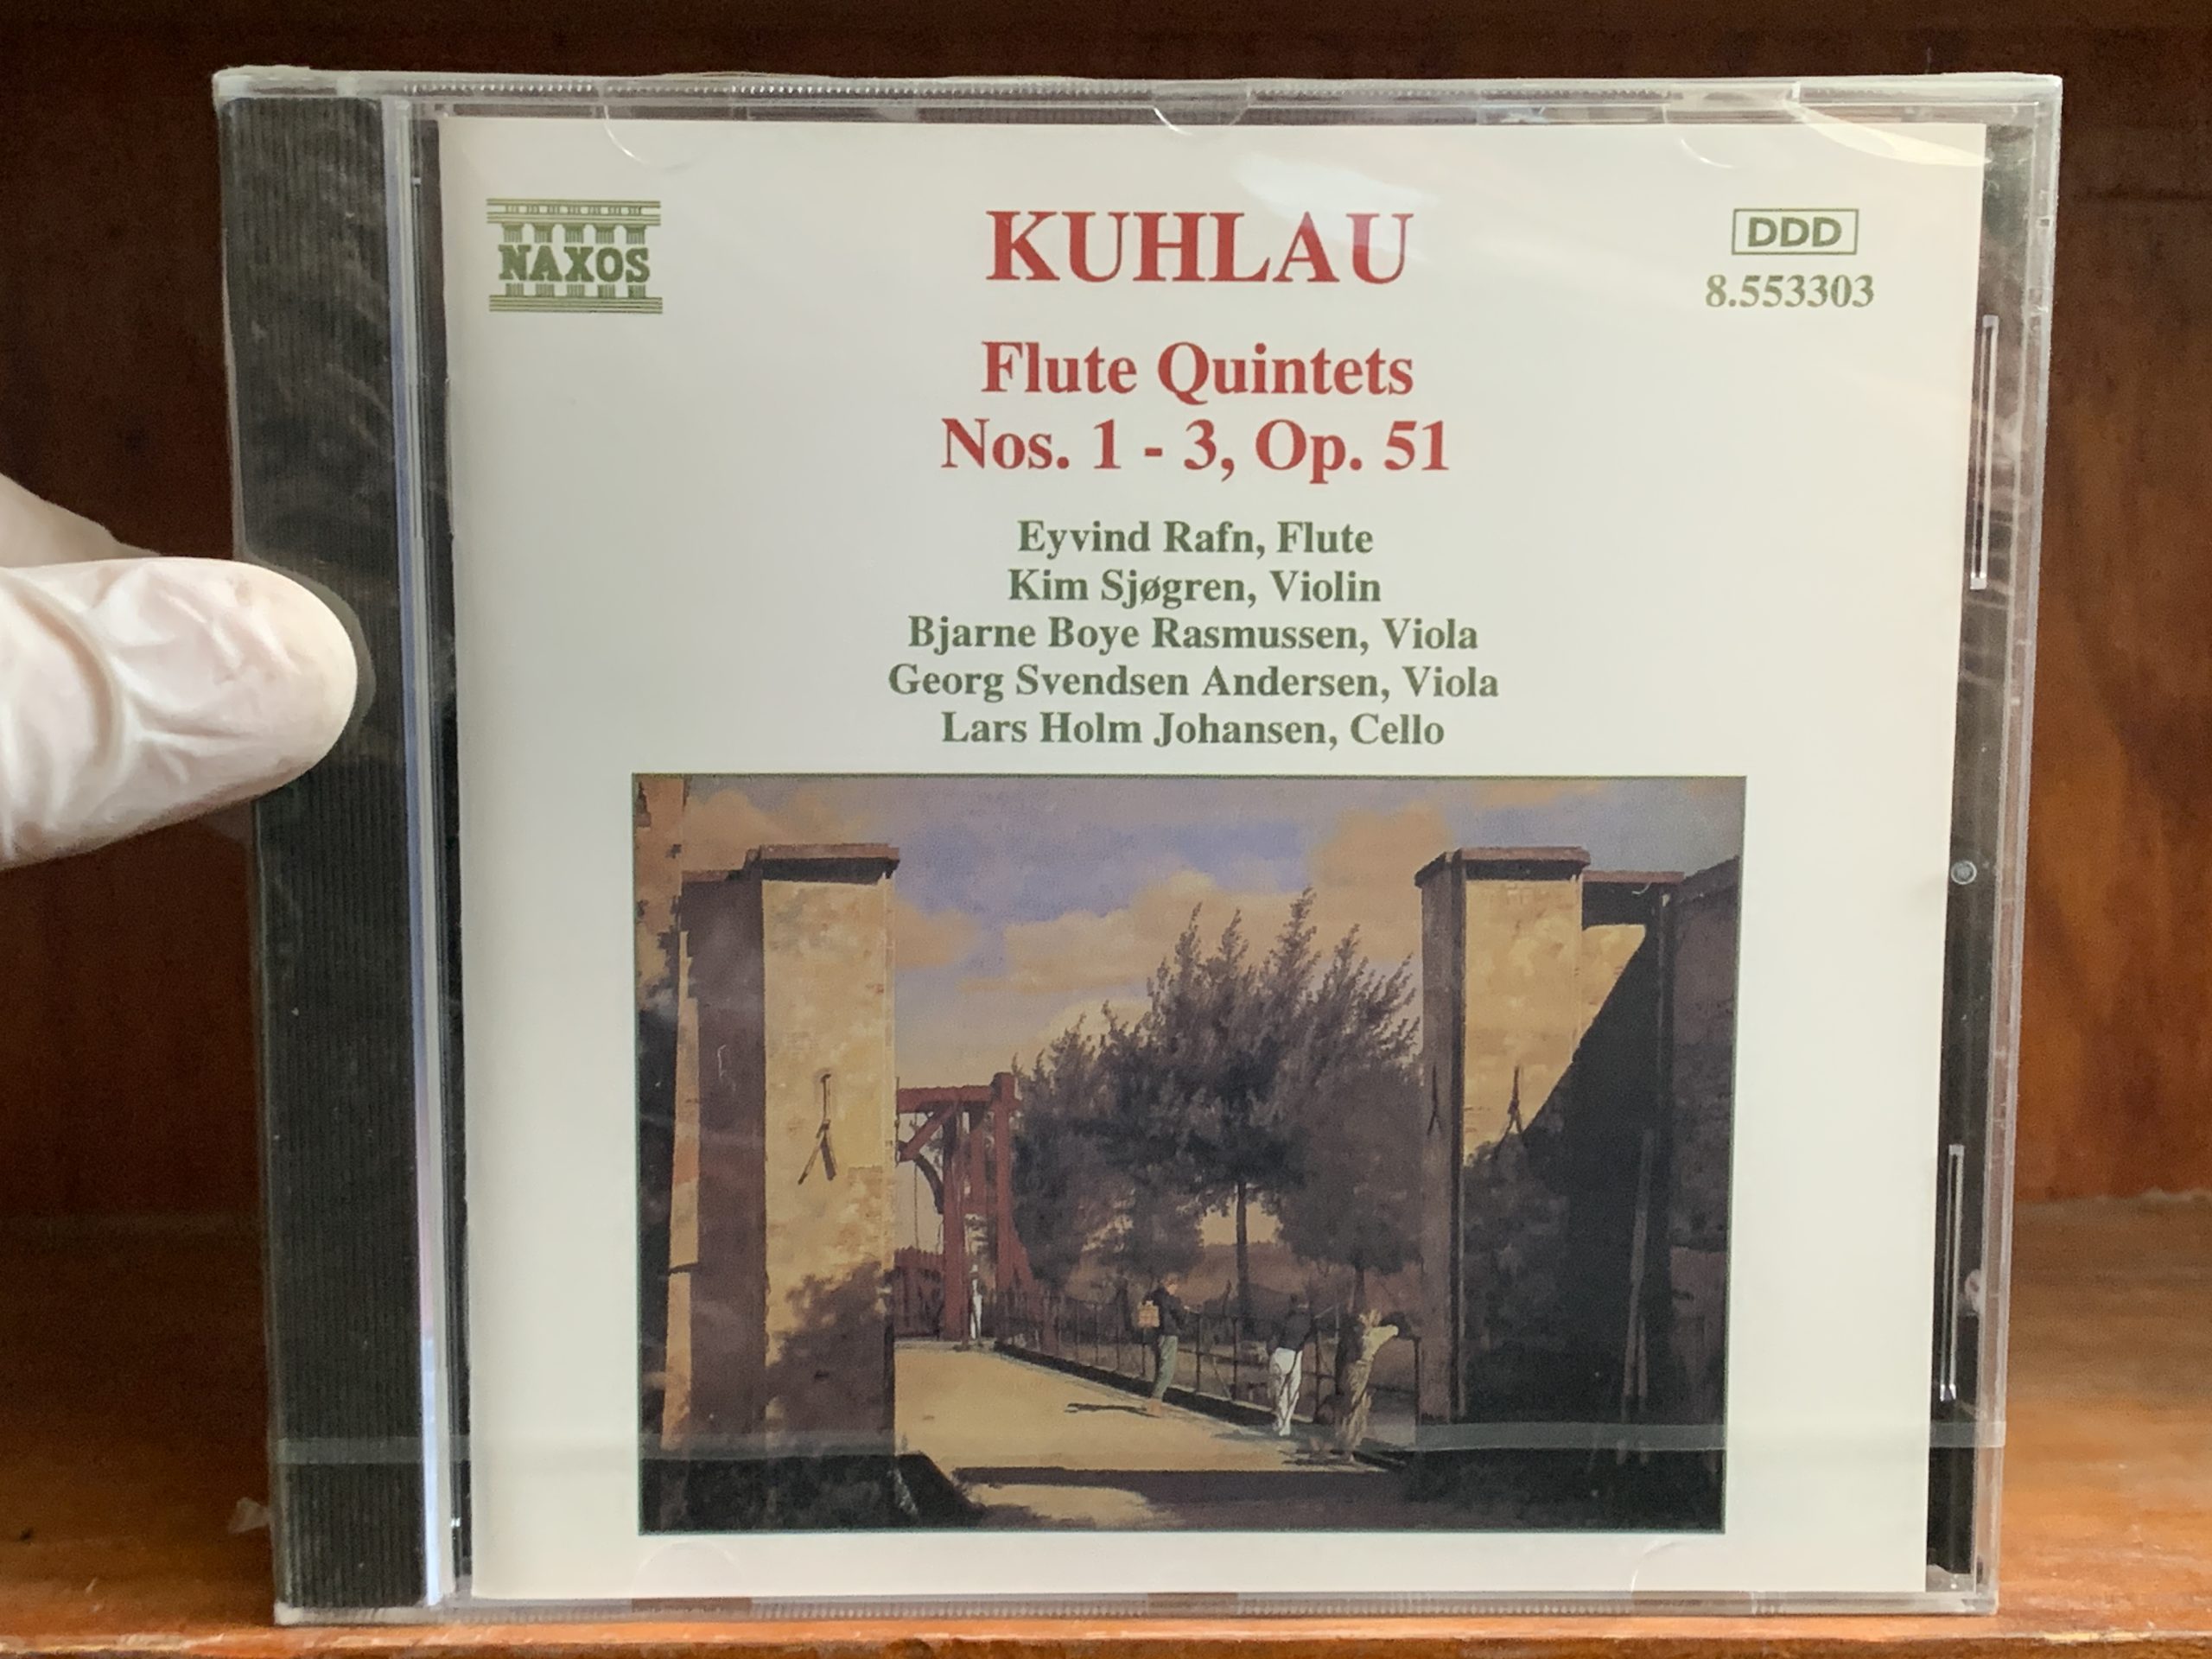 NAXOS
KUHLAU
DDD
8.553303
Flute Quintets
Nos. 1 - 3, Op. 51
Eyvind Rafn, Flute
Kim Sjøgren, Violin
Bjarne Boye Rasmussen, Viola
Georg Svendsen Andersen, Viola
Lars Holm Johansen, Cello